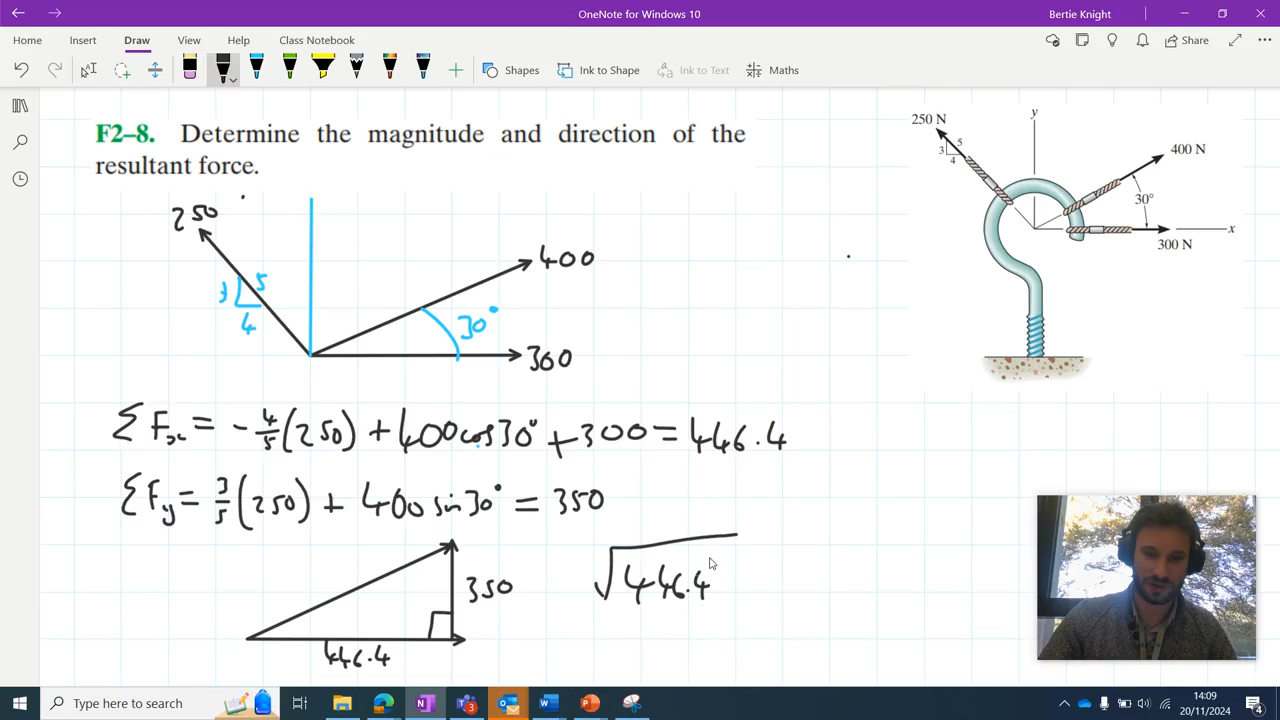 OneNote for Windows 10
Bertie Knight
Home Insert Draw View Help Class Notebook
Share
Shapes Ink to Shape Ink to Text Maths
F2–8. Determine the magnitude and direction of the
resultant force.
250
400
300
30°
3 5
4
250 N
3 5
4
y
400 N
30°
x
300 N
ΣFx = -4/5(250) + 400cos30° + 300 = 446.4
ΣFy = 3/5(250) + 400sin30° = 350
350
446.4
√446.4
Type here to search
14:09
20/11/2024
4